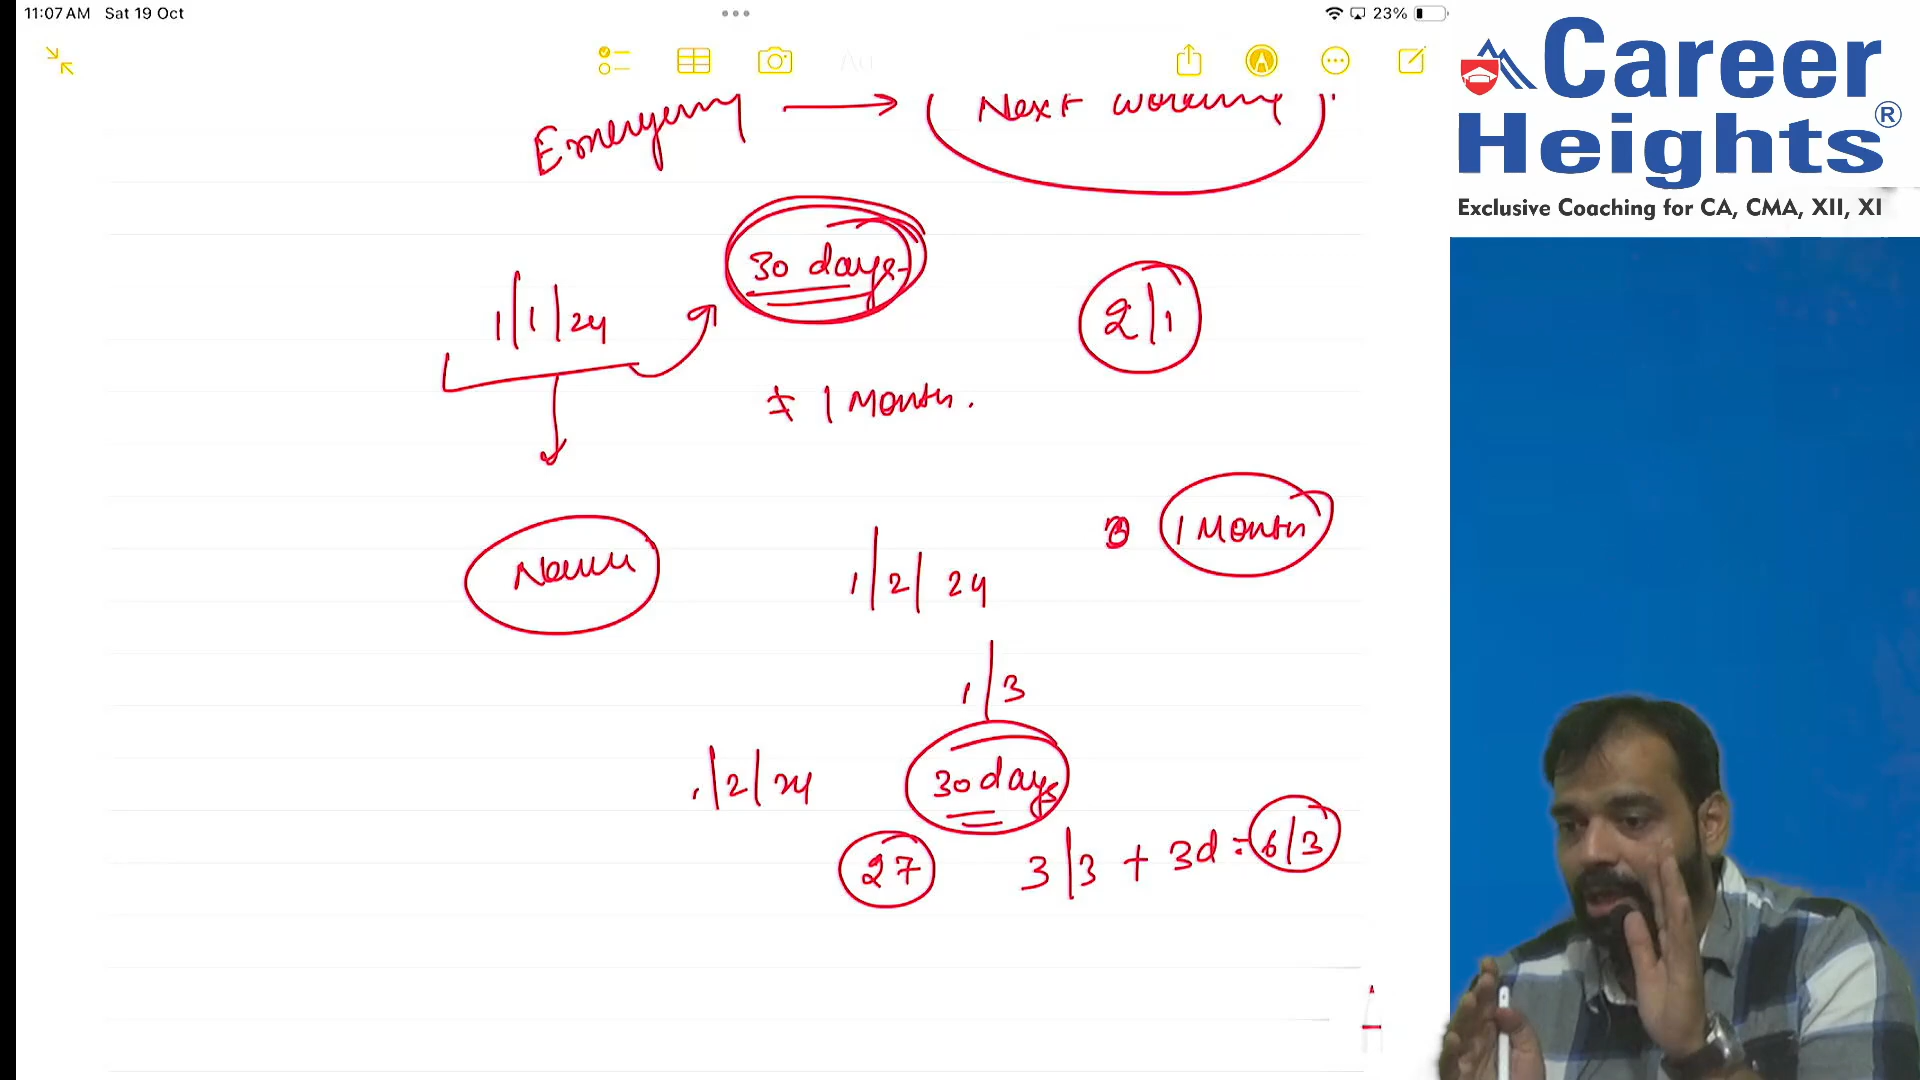 11:07 AM Sat 19 Oct
23%
Career
Heights®
Exclusive Coaching for CA, CMA, XII, XI
Emergency → Next working
30 days
1/1/24
2/1
≠ 1 Month.
1 Month
1/2/24
1/3
1/2/24 30 days
27 3/3 + 3d = 6/3